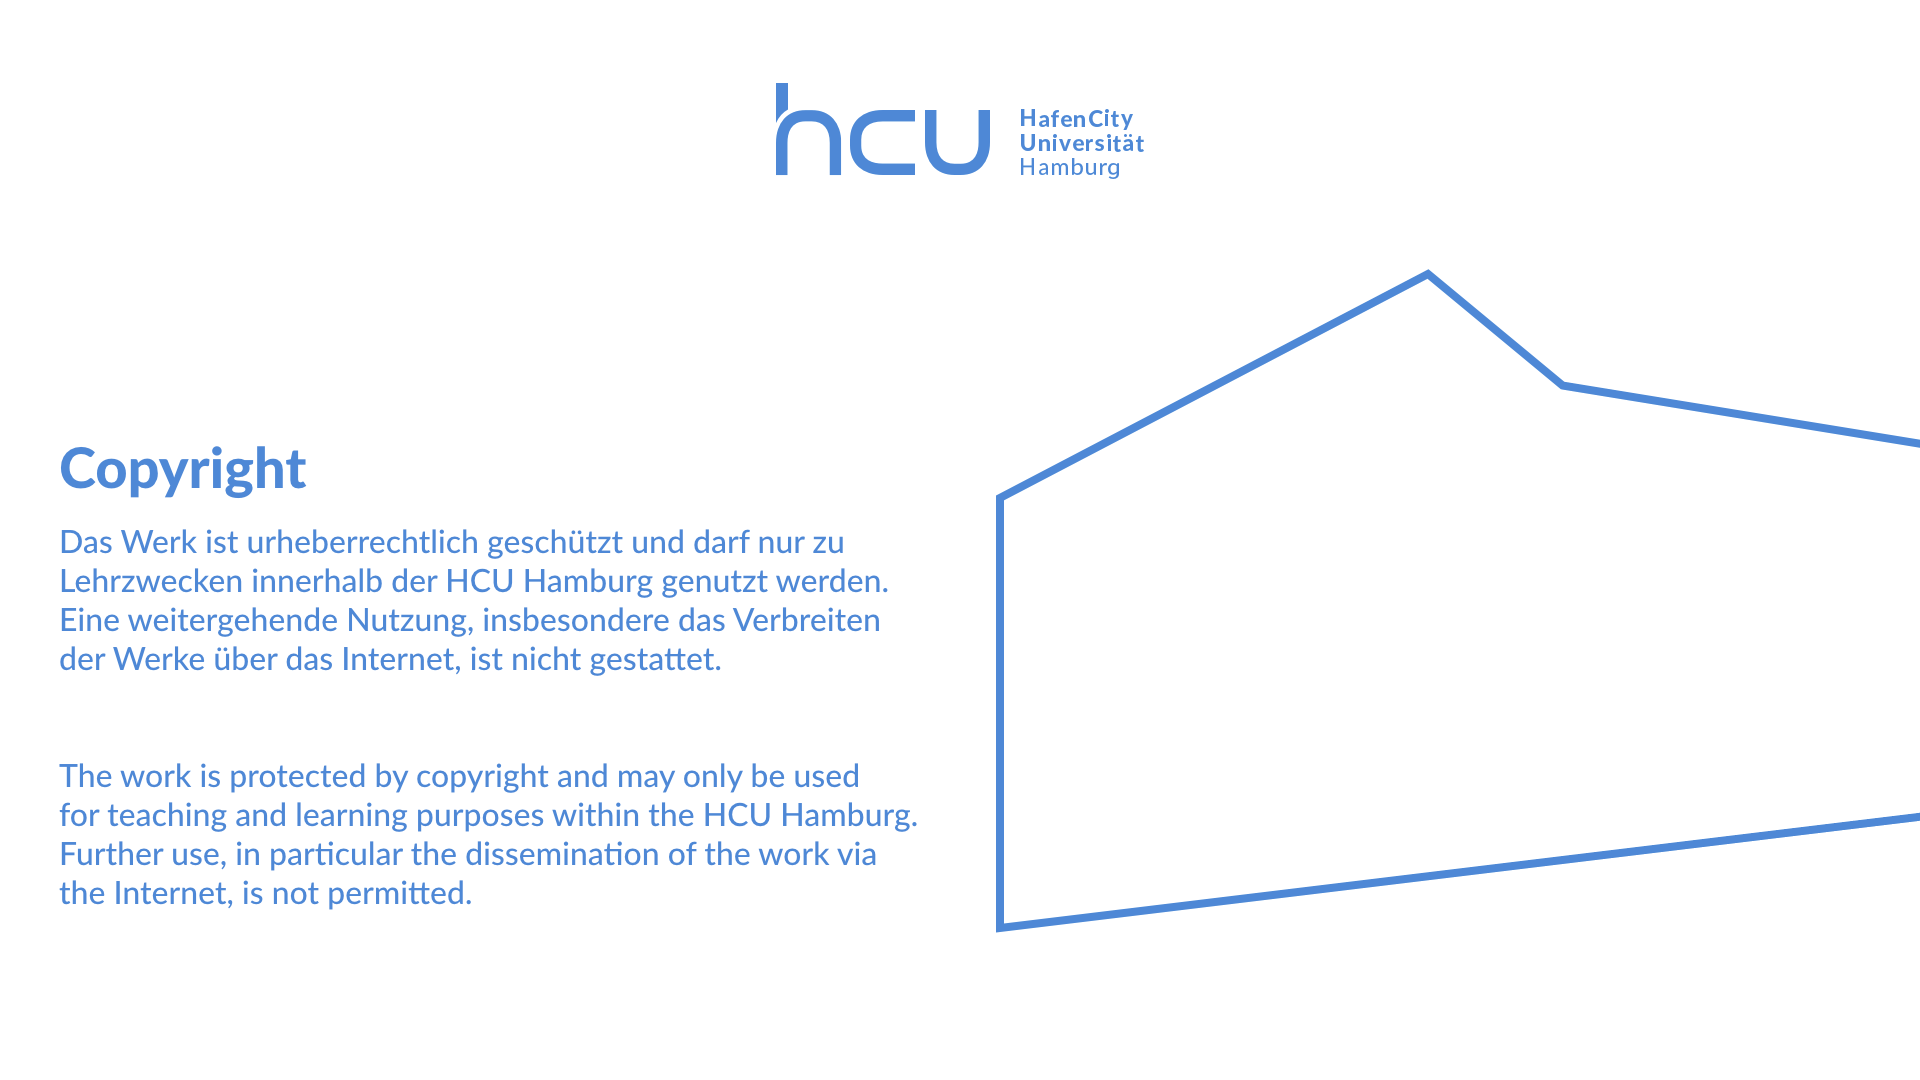 hcu
HafenCity
Universität
Hamburg
Copyright
Das Werk ist urheberrechtlich geschützt und darf nur zu
Lehrzwecken innerhalb der HCU Hamburg genutzt werden.
Eine weitergehende Nutzung, insbesondere das Verbreiten
der Werke über das Internet, ist nicht gestattet.
The work is protected by copyright and may only be used
for teaching and learning purposes within the HCU Hamburg.
Further use, in particular the dissemination of the work via
the Internet, is not permitted.